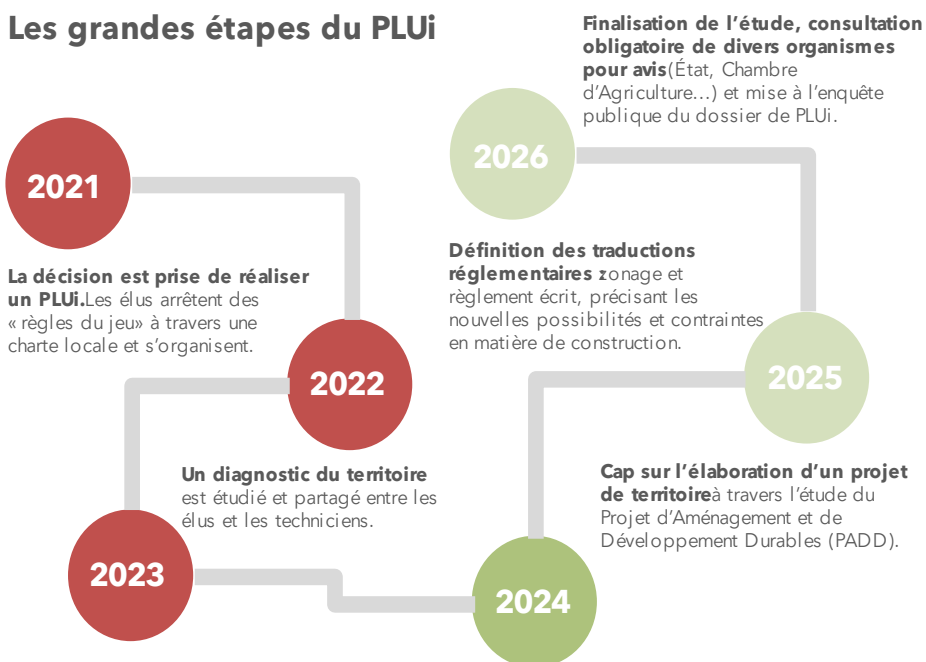 Les grandes étapes du PLUi
2021
La décision est prise de réaliser
un PLUi.Les élus arrêtent des
« règles du jeu» à travers une
charte locale et s’organisent.
2022
Un diagnostic du territoire
est étudié et partagé entre les
élus et les techniciens.
2023
2024
Cap sur l’élaboration d’un projet
de territoireà travers l’étude du
Projet d’Aménagement et de
Développement Durables (PADD).
2025
Définition des traductions
réglementaires zonage et
règlement écrit, précisant les
nouvelles possibilités et contraintes
en matière de construction.
2026
Finalisation de l’étude, consultation
obligatoire de divers organismes
pour avis(État, Chambre
d’Agriculture...) et mise à l’enquête
publique du dossier de PLUi.